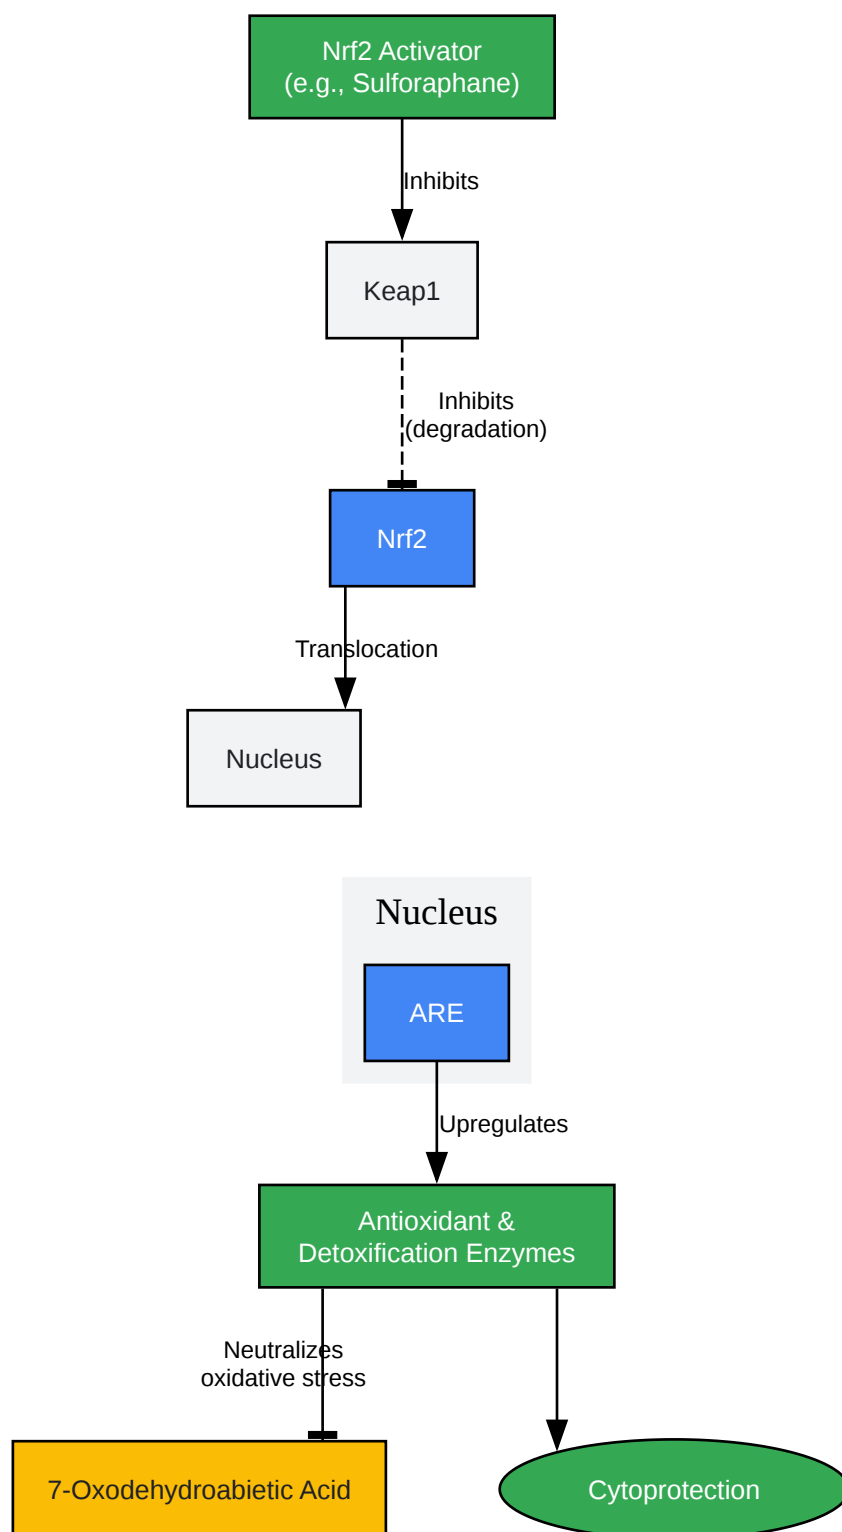 Nrf2 Activator
(e.g., Sulforaphane)
Inhibits
Keap1
Inhibits
(degradation)
Nrf2
Translocation
Nucleus
Nucleus
ARE
Upregulates
Antioxidant &
Detoxification Enzymes
Neutralizes
oxidative stress
7-Oxodehydroabietic Acid
Cytoprotection